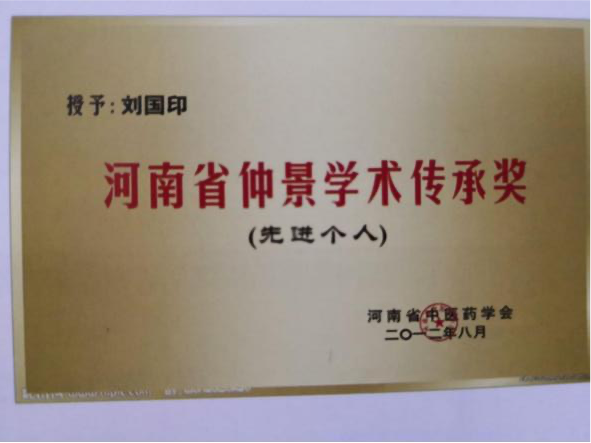 授予：刘国印
河南省仲景学术传承奖
(先进个人)
河南省中医药学会
二〇一二年八月